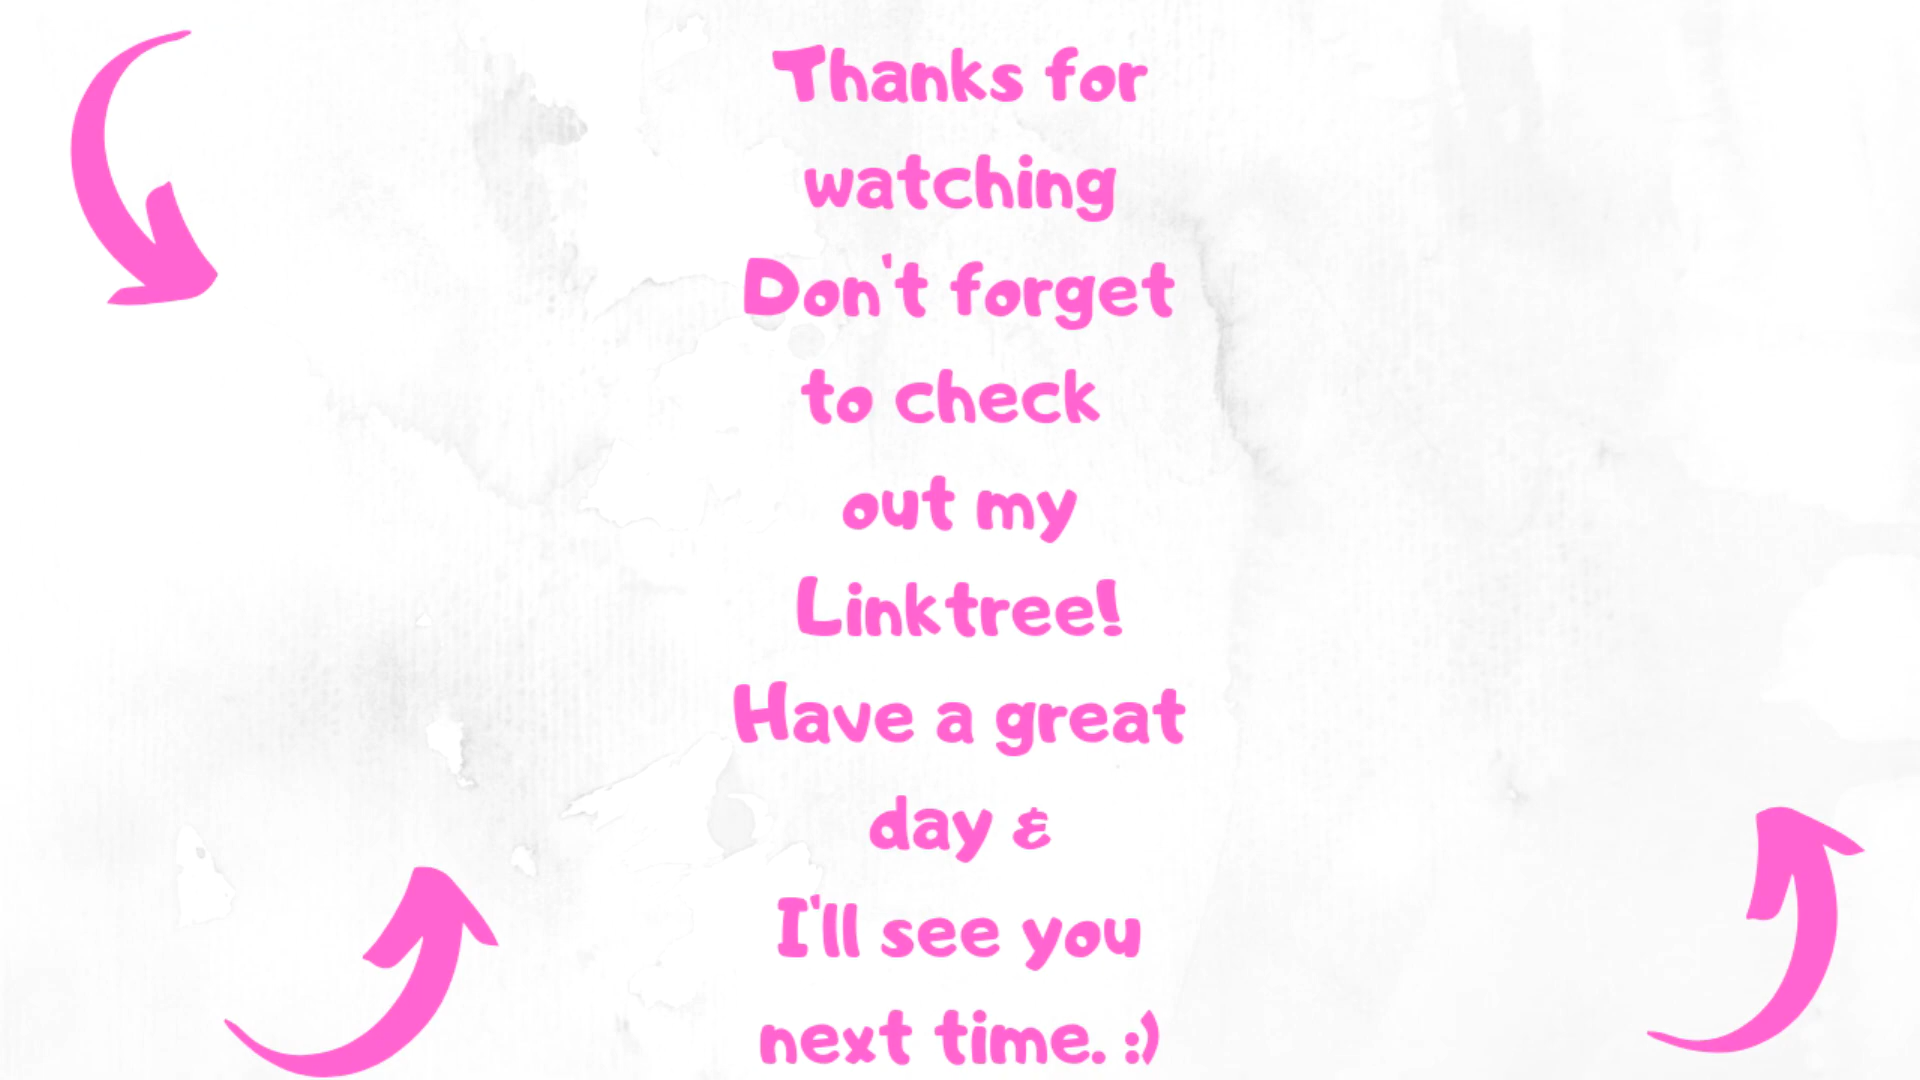 Thanks for
watching
Don't forget
to check
out my
Linktree!
Have a great
day &
I'll see you
next time. :)